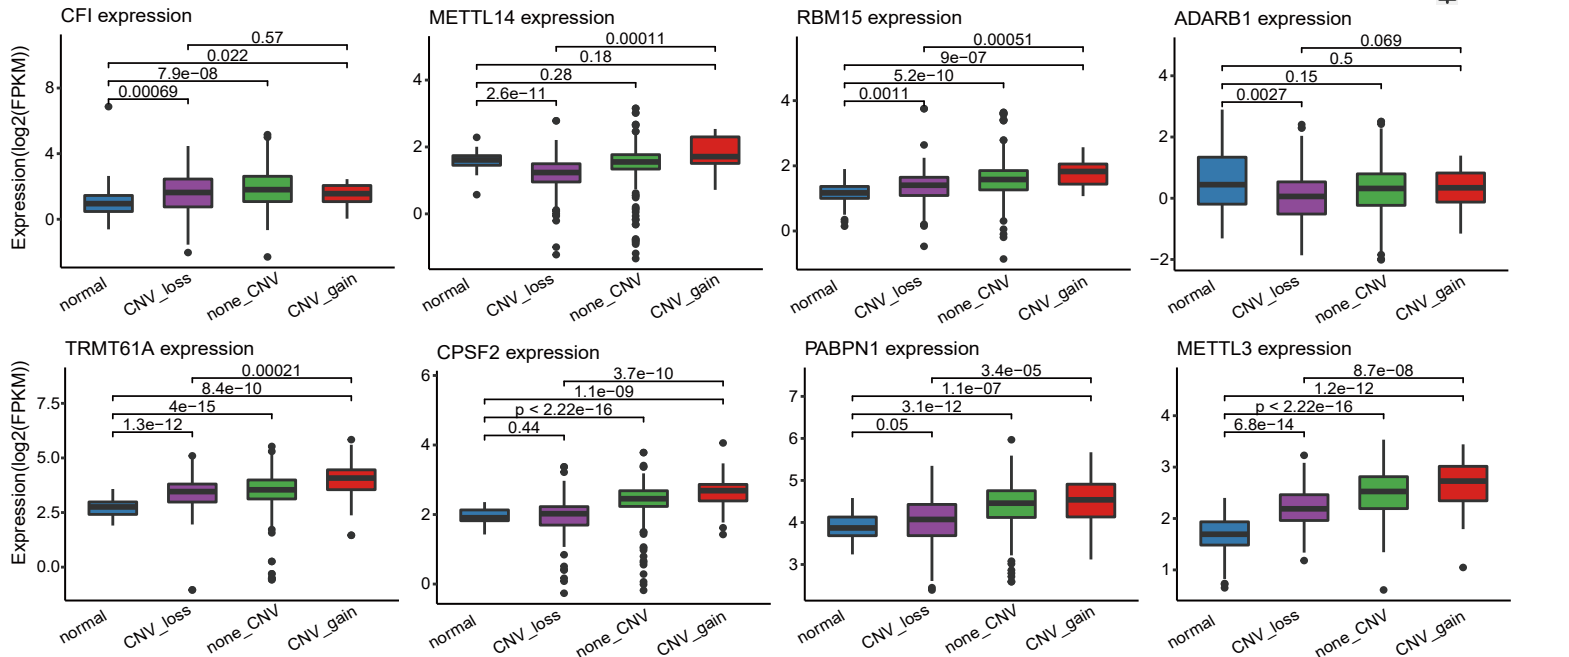 CFI expression
Expression(log2(FPKM))
0.57
0.022
7.9e−08
0.00069
8
4
0
normal
CNV_loss
none_CNV
CNV_gain
METTL14 expression
0.00011
0.18
0.28
2.6e−11
4
2
0
normal
CNV_loss
none_CNV
CNV_gain
RBM15 expression
0.00051
9e−07
5.2e−10
0.0011
4
2
0
normal
CNV_loss
none_CNV
CNV_gain
ADARB1 expression
0.069
0.5
0.15
0.0027
4
2
0
−2
normal
CNV_loss
none_CNV
CNV_gain
TRMT61A expression
Expression(log2(FPKM))
0.00021
8.4e−10
4e−15
1.3e−12
7.5
5.0
2.5
0.0
normal
CNV_loss
none_CNV
CNV_gain
CPSF2 expression
3.7e−10
1.1e−09
p < 2.22e−16
0.44
6
4
2
0
normal
CNV_loss
none_CNV
CNV_gain
PABPN1 expression
3.4e−05
1.1e−07
3.1e−12
0.05
7
6
5
4
3
normal
CNV_loss
none_CNV
CNV_gain
METTL3 expression
8.7e−08
1.2e−12
p < 2.22e−16
6.8e−14
4
3
2
1
normal
CNV_loss
none_CNV
CNV_gain